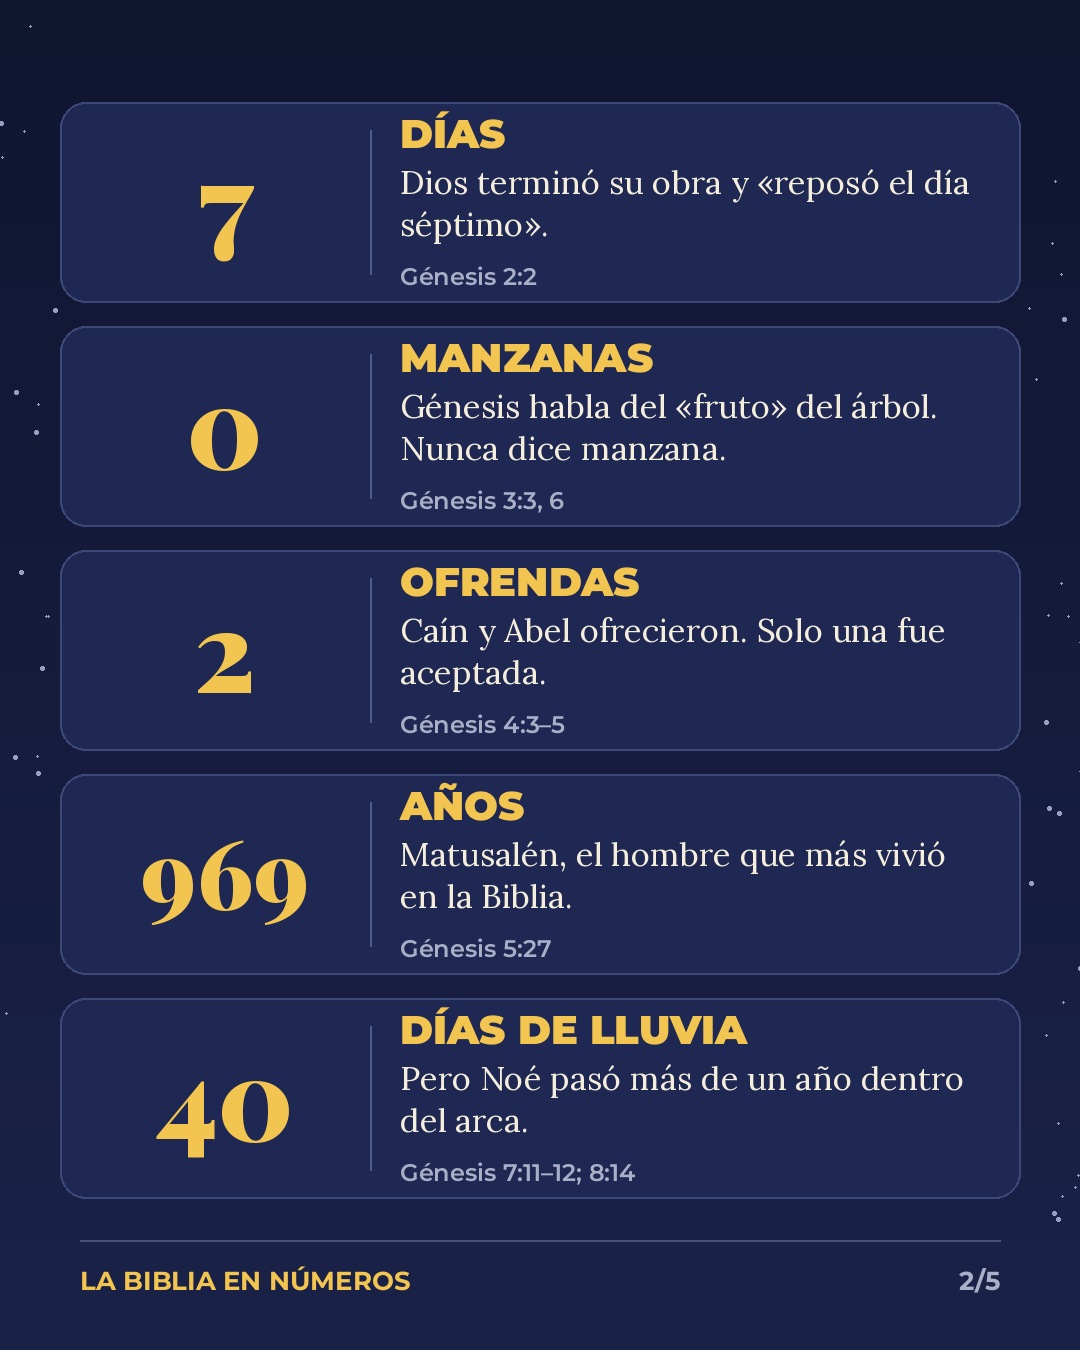 7
DÍAS
Dios terminó su obra y «reposó el día
séptimo».
Génesis 2:2
0
MANZANAS
Génesis habla del «fruto» del árbol.
Nunca dice manzana.
Génesis 3:3, 6
2
OFRENDAS
Caín y Abel ofrecieron. Solo una fue
aceptada.
Génesis 4:3–5
969
AÑOS
Matusalén, el hombre que más vivió
en la Biblia.
Génesis 5:27
40
DÍAS DE LLUVIA
Pero Noé pasó más de un año dentro
del arca.
Génesis 7:11–12; 8:14
LA BIBLIA EN NÚMEROS
2/5